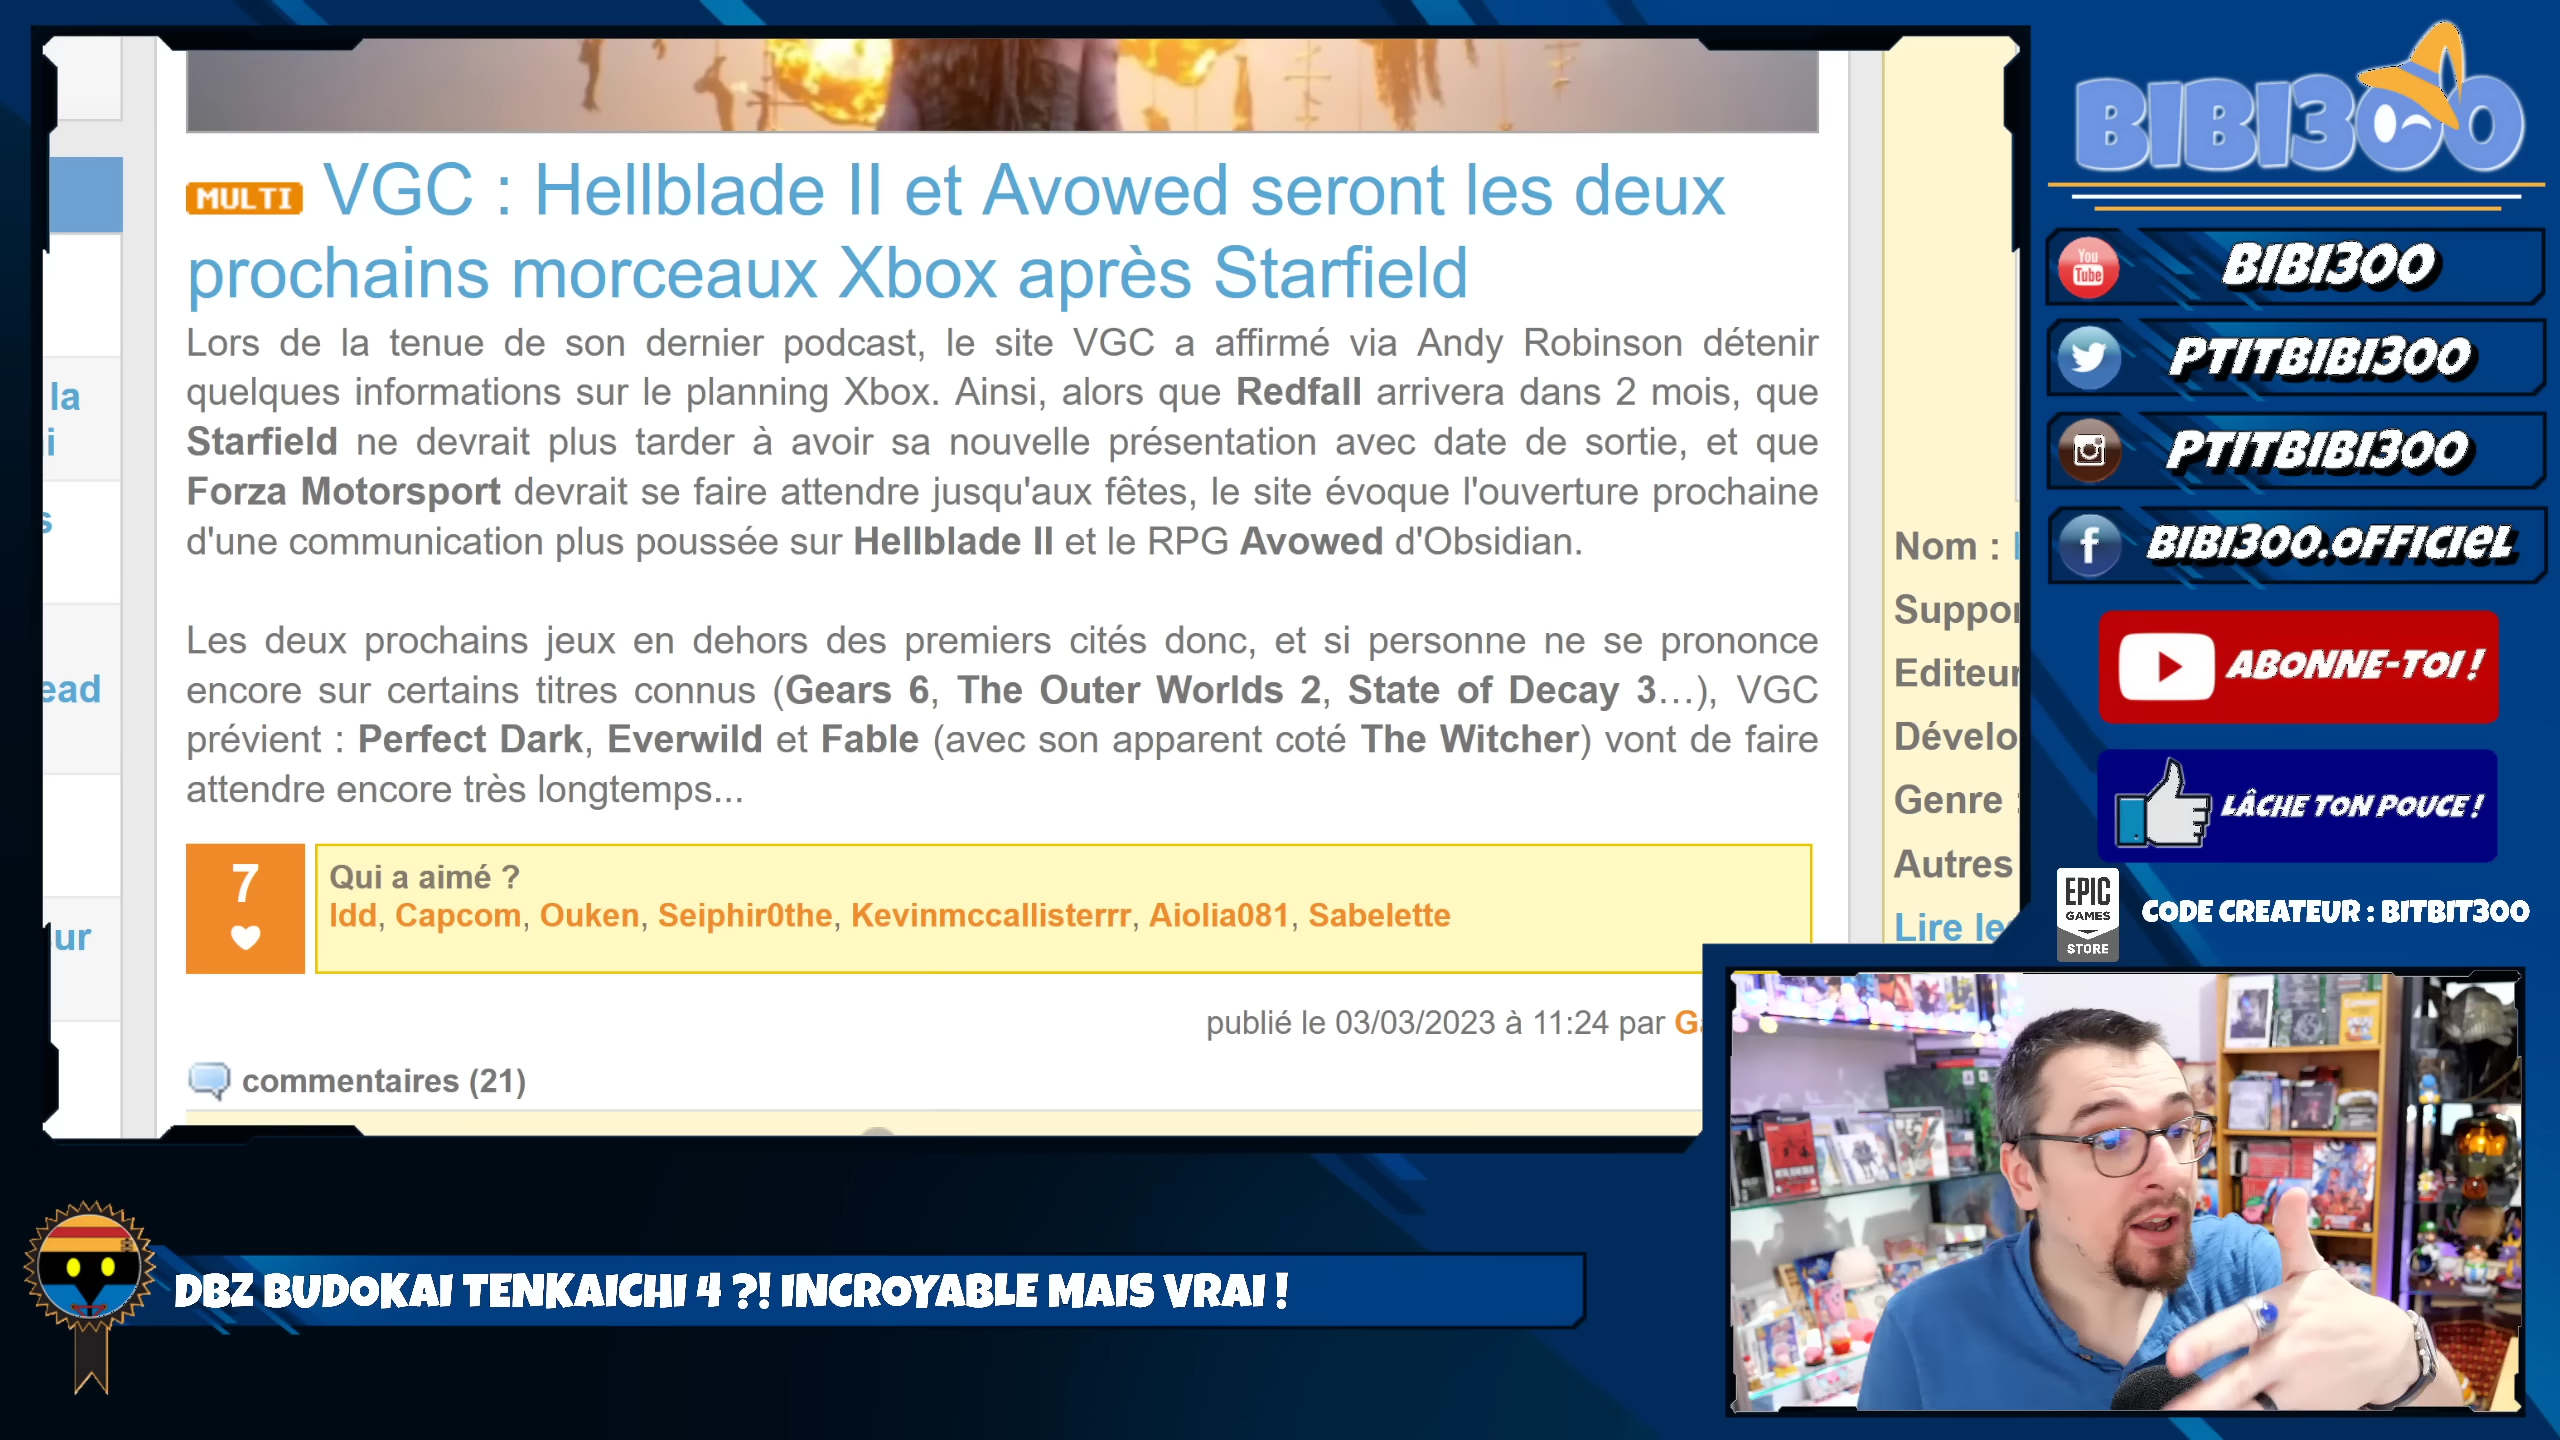 MULTI VGC : Hellblade II et Avowed seront les deux
prochains morceaux Xbox après Starfield
Lors de la tenue de son dernier podcast, le site VGC a affirmé via Andy Robinson détenir
quelques informations sur le planning Xbox. Ainsi, alors que Redfall arrivera dans 2 mois, que
Starfield ne devrait plus tarder à avoir sa nouvelle présentation avec date de sortie, et que
Forza Motorsport devrait se faire attendre jusqu'aux fêtes, le site évoque l'ouverture prochaine
d'une communication plus poussée sur Hellblade II et le RPG Avowed d'Obsidian.
Les deux prochains jeux en dehors des premiers cités donc, et si personne ne se prononce
encore sur certains titres connus (Gears 6, The Outer Worlds 2, State of Decay 3…), VGC
prévient : Perfect Dark, Everwild et Fable (avec son apparent coté The Witcher) vont de faire
attendre encore très longtemps...
7
Qui a aimé ?
Idd, Capcom, Ouken, Seiphir0the, Kevinmccallisterrr, Aiolia081, Sabelette
publié le 03/03/2023 à 11:24 par
commentaires (21)
la
Nom :
Genre :
Autres
Lire
BIBI300
You
Tube
BIBI300
PTITBIBI300
PTITBIBI300
f
BIBI300.OFFICIEL
ABONNE-TOI !
LÂCHE TON POUCE !
EPIC
GAMES
STORE
CODE CREATEUR : BITBIT300
DBZ BUDOKAI TENKAICHI 4 ?! INCROYABLE MAIS VRAI !